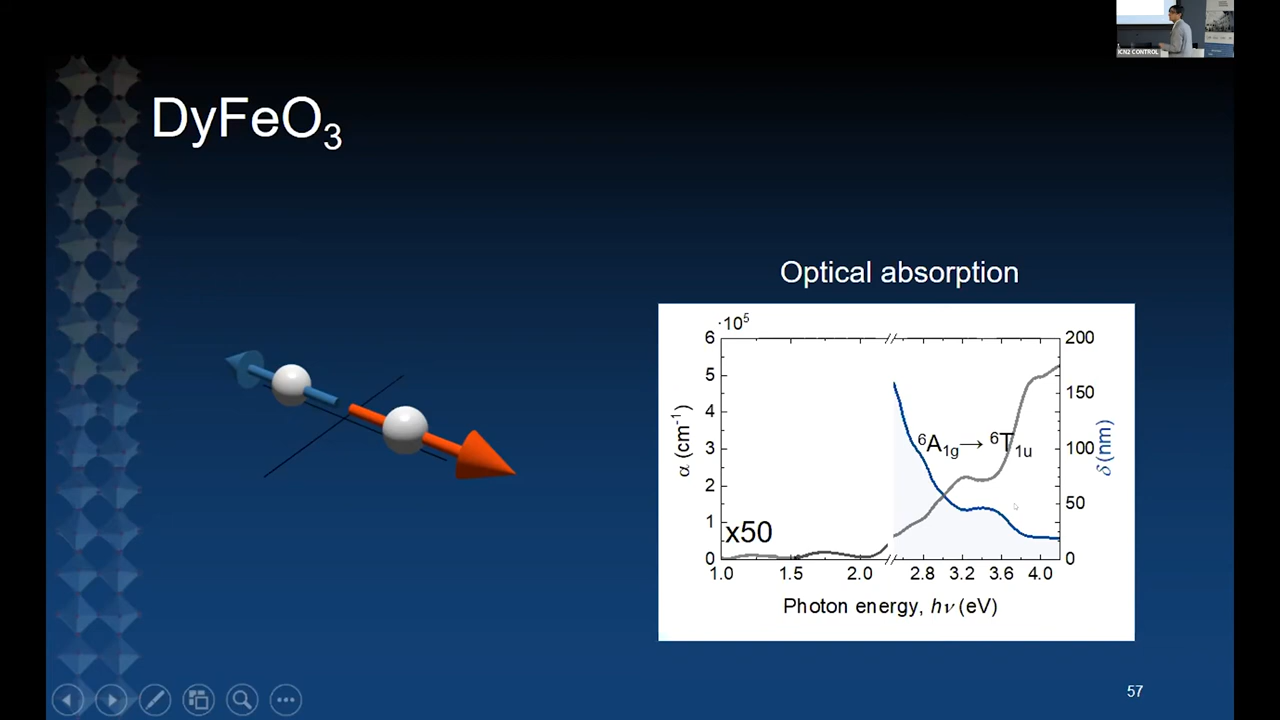 ICN2 CONTROL
DyFeO₃
Optical absorption
·10⁵
6
5
4
3
2
1
0
α (cm⁻¹)
200
150
100
50
0
δ (nm)
⁶A₁g → ⁶T₁u
x50
1.0 1.5 2.0 2.8 3.2 3.6 4.0
Photon energy, hν (eV)
57